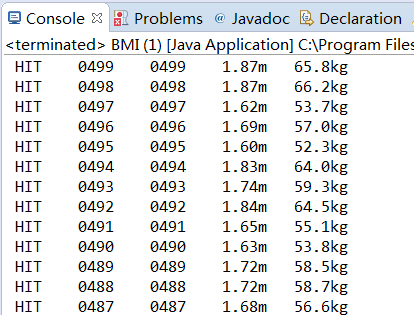 Console Problems @ Javadoc Declaration
<terminated> BMI (1) [Java Application] C:\Program Files
HIT 0499 0499 1.87m 65.8kg
HIT 0498 0498 1.87m 66.2kg
HIT 0497 0497 1.62m 53.7kg
HIT 0496 0496 1.69m 57.0kg
HIT 0495 0495 1.60m 52.3kg
HIT 0494 0494 1.83m 64.0kg
HIT 0493 0493 1.74m 59.3kg
HIT 0492 0492 1.84m 64.5kg
HIT 0491 0491 1.65m 55.1kg
HIT 0490 0490 1.63m 53.8kg
HIT 0489 0489 1.72m 58.5kg
HIT 0488 0488 1.72m 58.7kg
HIT 0487 0487 1.68m 56.6kg